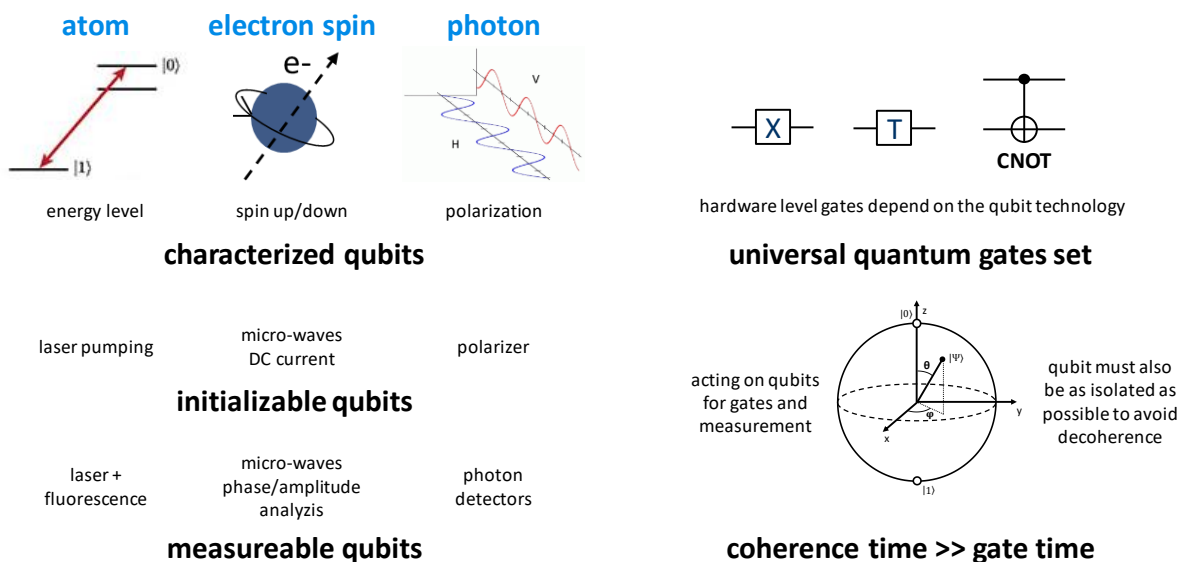 atom
electron spin
photon
|0⟩
|1⟩
e-
V
H
energy level
spin up/down
polarization
characterized qubits
X
T
CNOT
hardware level gates depend on the qubit technology
universal quantum gates set
laser pumping
micro-waves
DC current
polarizer
initializable qubits
laser +
fluorescence
micro-waves
phase/amplitude
analyzis
photon
detectors
measureable qubits
acting on qubits
for gates and
measurement
|0⟩
z
|Ψ⟩
θ
φ
x
y
|1⟩
qubit must also
be as isolated as
possible to avoid
decoherence
coherence time >> gate time